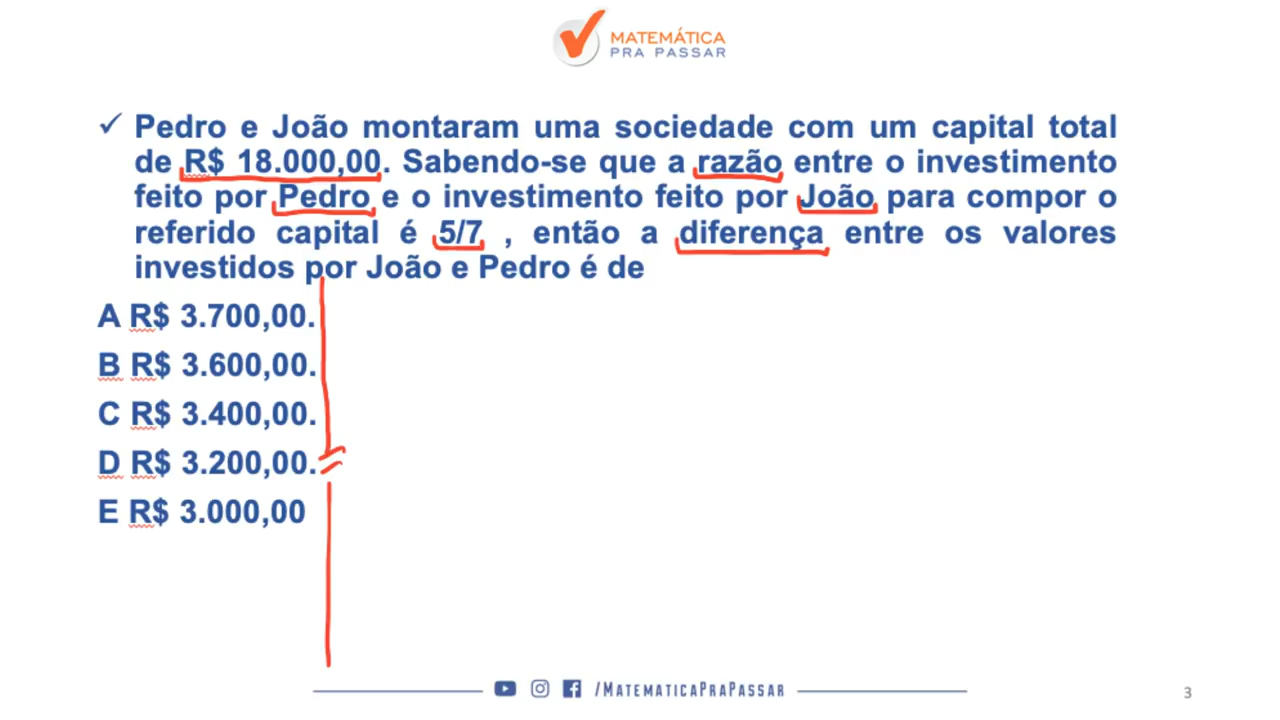 MATEMÁTICA
PRA PASSAR
✓ Pedro e João montaram uma sociedade com um capital total
de R$ 18.000,00. Sabendo-se que a razão entre o investimento
feito por Pedro e o investimento feito por João para compor o
referido capital é 5/7 , então a diferença entre os valores
investidos por João e Pedro é de
A R$ 3.700,00.
B R$ 3.600,00.
C R$ 3.400,00.
D R$ 3.200,00.
E R$ 3.000,00
/MATEMATICAPRAPASSAR
3